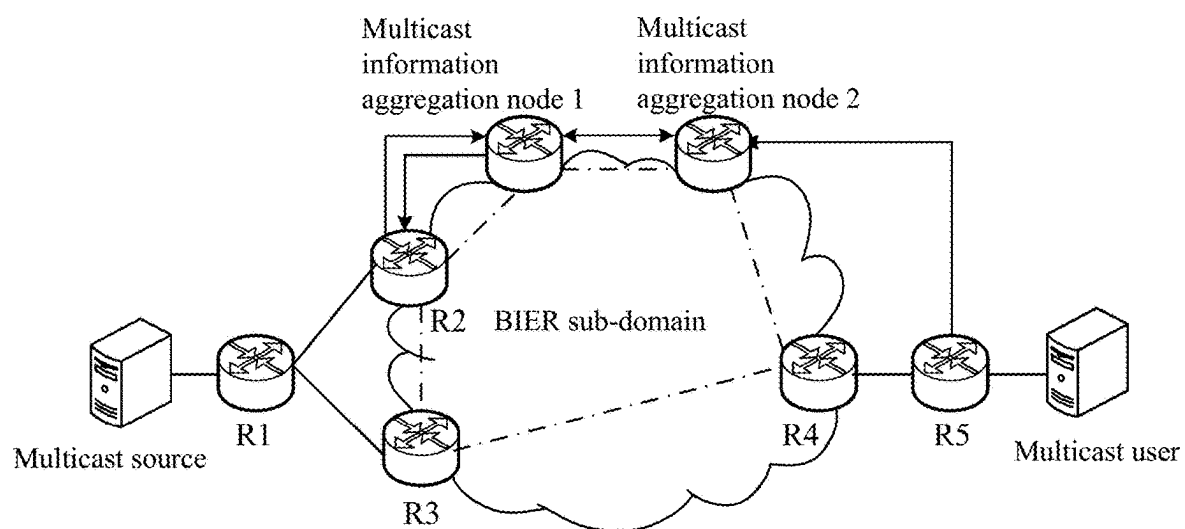 Multicast
information
aggregation node 1
Multicast
information
aggregation node 2
R2
BIER sub-domain
R1
R4
R5
Multicast source
Multicast user
R3